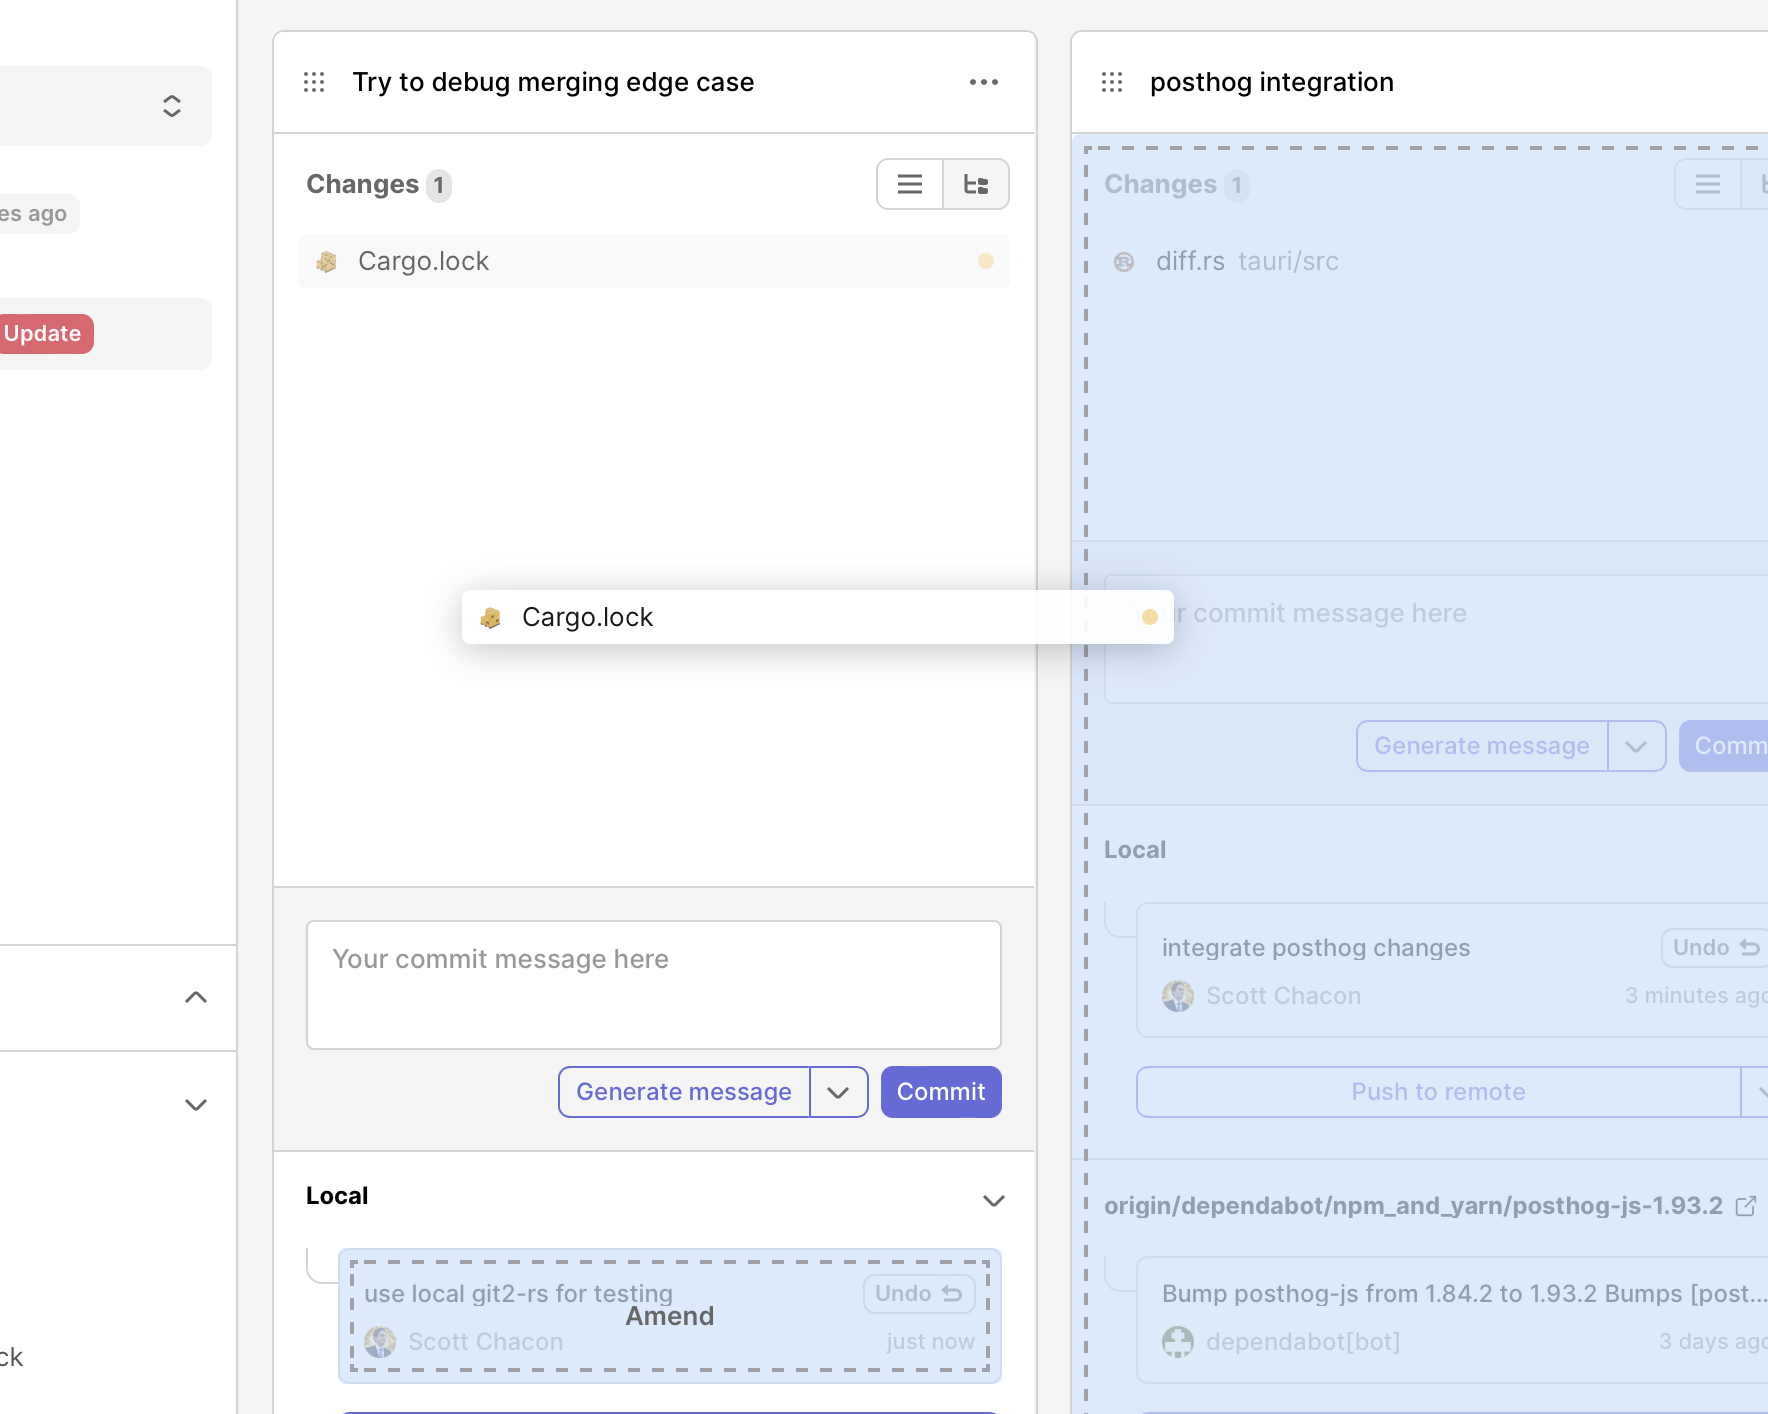 es ago
Update
ck
Try to debug merging edge case
Changes 1
Cargo.lock
Cargo.lock
Your commit message here
Generate message
Commit
Local
use local git2-rs for testing
Undo
Amend
Scott Chacon
just now
posthog integration
Changes 1
diff.rs tauri/src
ur commit message here
Generate message
Comm
Local
integrate posthog changes
Undo
Scott Chacon
3 minutes ago
Push to remote
origin/dependabot/npm_and_yarn/posthog-js-1.93.2
Bump posthog-js from 1.84.2 to 1.93.2 Bumps [post...
dependabot[bot]
3 days ago